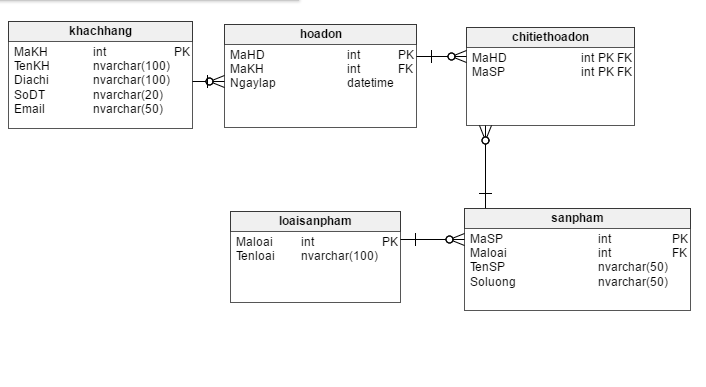 khachhang
MaKH int PK
TenKH nvarchar(100)
Diachi nvarchar(100)
SoDT nvarchar(20)
Email nvarchar(50)
hoadon
MaHD int PK
MaKH int FK
Ngaylap datetime
chitiethoadon
MaHD int PK FK
MaSP int PK FK
loaisanpham
Maloai int PK
Tenloai nvarchar(100)
sanpham
MaSP int PK
Maloai int FK
TenSP nvarchar(50)
Soluong nvarchar(50)